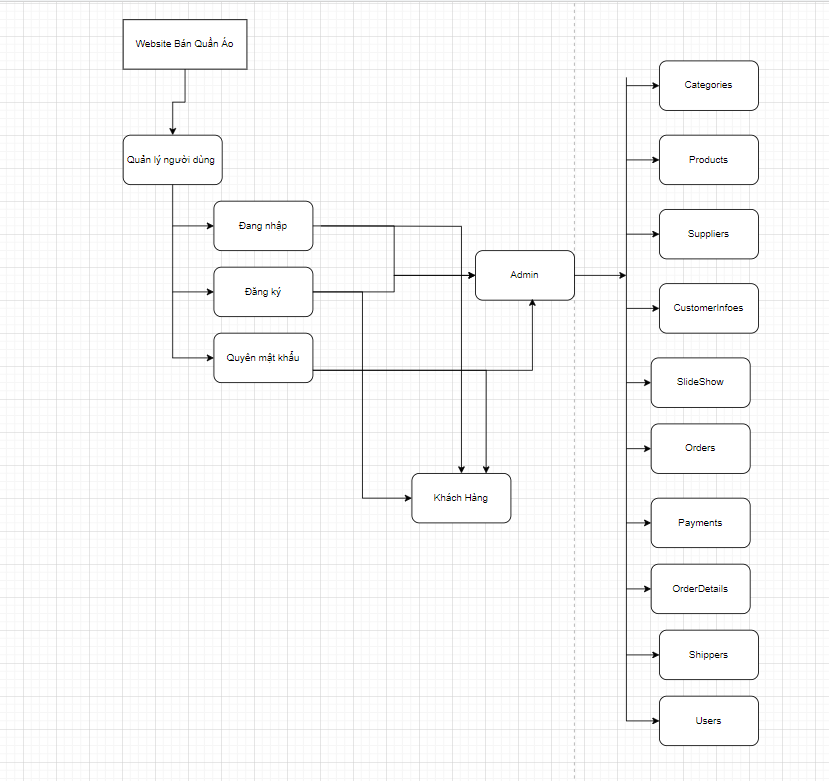 Website Bán Quần Áo
Quản lý người dùng
Đang nhập
Đăng ký
Quyên mật khẩu
Admin
Khách Hàng
Categories
Products
Suppliers
CustomerInfoes
SlideShow
Orders
Payments
OrderDetails
Shippers
Users